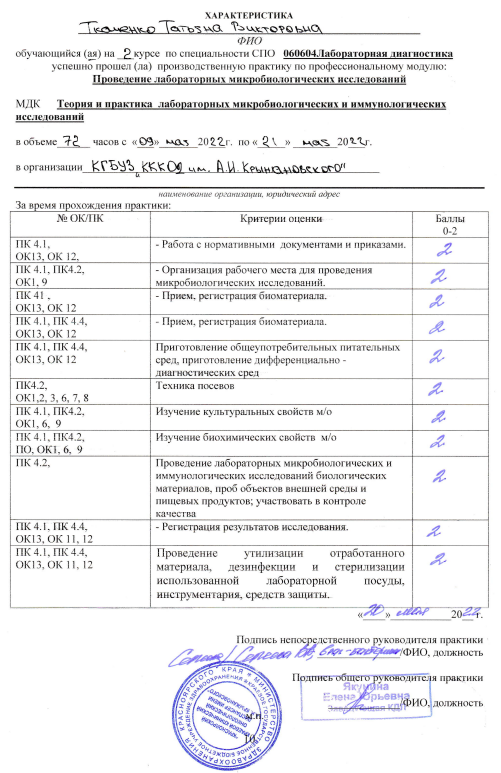 ХАРАКТЕРИСТИКА
Ткаченко Татьяна Викторовна
ФИО
обучающийся (ая) на 2 курсе по специальности СПО 060604.Лабораторная диагностика
успешно прошел (ла) производственную практику по профессиональному модулю:
Проведение лабораторных микробиологических исследований
МДК Теория и практика лабораторных микробиологических и иммунологических
исследований
в объеме 72 часов с «09» мая 2022г. по «21» мая 2022г.
в организации КГБУЗ "КККОД им. А.И. Крыжановского"
наименование организации, юридический адрес
За время прохождения практики:
№ ОК/ПК Критерии оценки Баллы
0-2
ПК 4.1, - Работа с нормативными документами и приказами. 2
ОК13, ОК 12,
ПК 4.1, ПК4.2, - Организация рабочего места для проведения 2
ОК1, 9 микробиологических исследований.
ПК 41 , - Прием, регистрация биоматериала. 2
ОК13, ОК 12
ПК 4.1, ПК 4.4, - Прием, регистрация биоматериала. 2
ОК13, ОК 12
ПК 4.1, ПК 4.4, Приготовление общеупотребительных питательных 2
ОК13, ОК 12 сред, приготовление дифференциально -
диагностических сред
ПК4.2, Техника посевов 2
ОК1,2, 3, 6, 7, 8
ПК 4.1, ПК4.2, Изучение культуральных свойств м/о 2
ОК1, 6, 9
ПК 4.1, ПК4.2, Изучение биохимических свойств м/о 2
ПО, ОК1, 6, 9
ПК 4.2, Проведение лабораторных микробиологических и 2
иммунологических исследований биологических
материалов, проб объектов внешней среды и
пищевых продуктов; участвовать в контроле
качества
ПК 4.1, ПК 4.4, - Регистрация результатов исследования. 2
ОК13, ОК 11, 12
ПК 4.1, ПК 4.4, Проведение утилизации отработанного 2
ОК13, ОК 11, 12 материала, дезинфекции и стерилизации
использованной лабораторной посуды,
инструментария, средств защиты.
«20» мая 2022г.
Подпись непосредственного руководителя практики
/ФИО, должность
Подпись общего руководителя практики
Якунина
Елена Юрьевна
/ФИО, должность
Заведующая КДЛ
м.п.